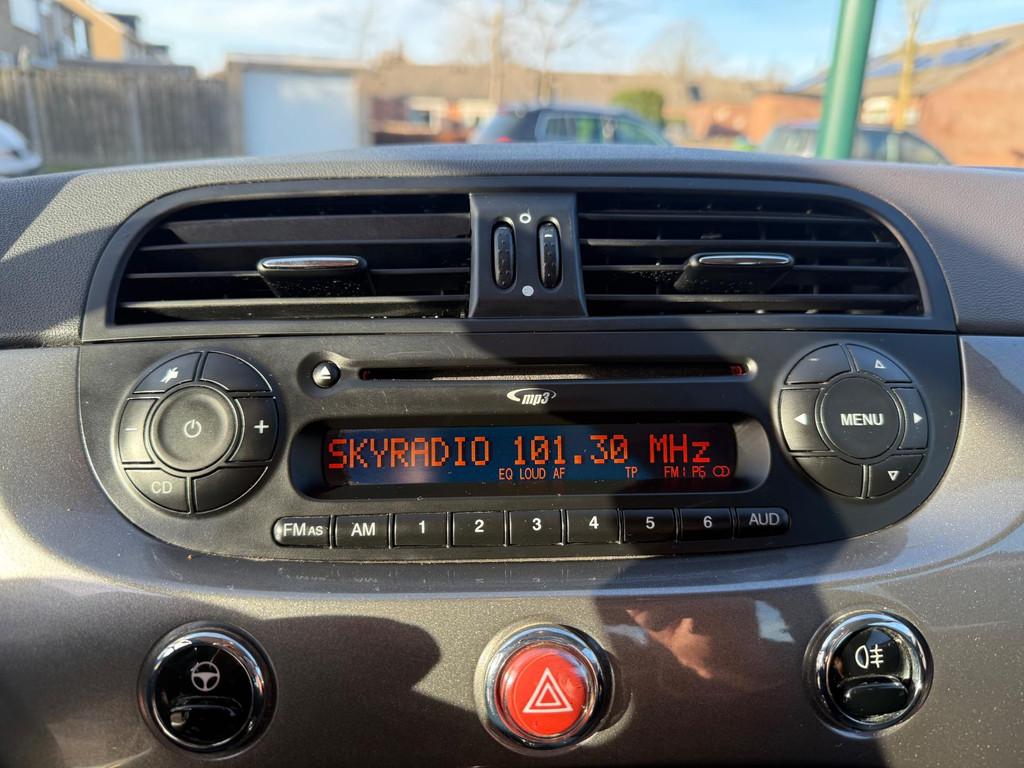 mp3
SKYRADIO 101.30 MHz
EQ LOUD AF TP FM1 P5
MENU
CD
FM AS AM 1 2 3 4 5 6 AUD